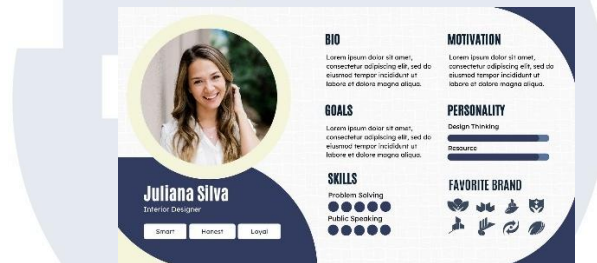 BIO
Lorem ipsum dolor sit amet,
consectetur adipiscing elit, sed do
eiusmod tempor incididunt ut
labore et dolore magna aliqua.
MOTIVATION
Lorem ipsum dolor sit amet,
consectetur adipiscing elit, sed do
eiusmod tempor incididunt ut
labore et dolore magna aliqua.
GOALS
Lorem ipsum dolor sit amet,
consectetur adipiscing elit, sed do
eiusmod tempor incididunt ut
labore et dolore magna aliqua.
PERSONALITY
Design Thinking
Resource
Juliana Silva
Interior Designer
Smart
Honest
Loyal
SKILLS
Problem Solving
Public Speaking
FAVORITE BRAND